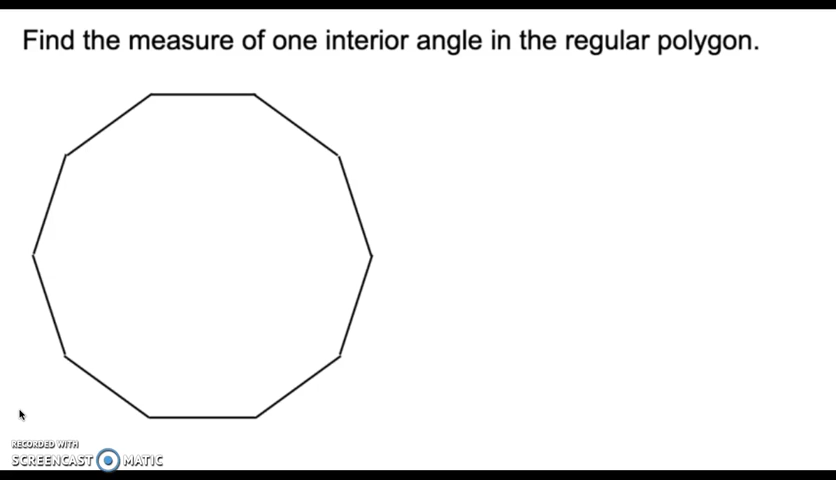 Find the measure of one interior angle in the regular polygon.
RECORDED WITH
SCREENCAST MATIC